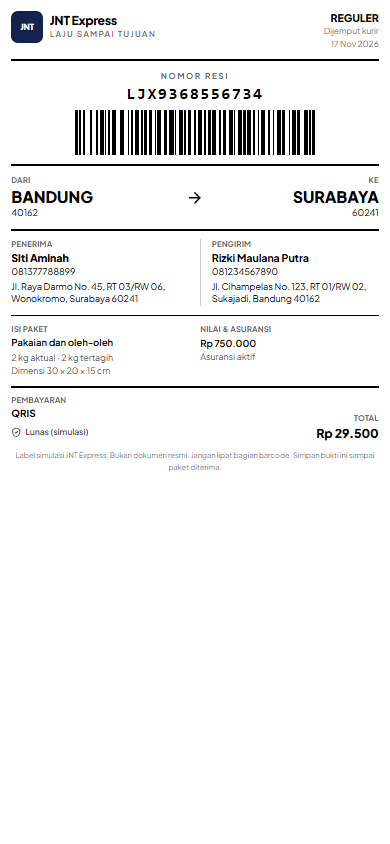 JNT
JNT Express
LAJU SAMPAI TUJUAN
REGULER
Dijemput kurir
17 Nov 2026
NOMOR RESI
LJX9368556734
DARI
BANDUNG
40162
→
KE
SURABAYA
60241
PENERIMA
Siti Aminah
081377788899
Jl. Raya Darmo No. 45, RT 03/RW 06,
Wonokromo, Surabaya 60241
PENGIRIM
Rizki Maulana Putra
081234567890
Jl. Cihampelas No. 123, RT 01/RW 02,
Sukajadi, Bandung 40162
ISI PAKET
Pakaian dan oleh-oleh
2 kg aktual · 2 kg tertagih
Dimensi 30 × 20 × 15 cm
NILAI & ASURANSI
Rp 750.000
Asuransi aktif
PEMBAYARAN
QRIS
Lunas (simulasi)
TOTAL
Rp 29.500
Label simulasi JNT Express. Bukan dokumen resmi. Jangan lipat bagian barcode. Simpan bukti ini sampai
paket diterima.